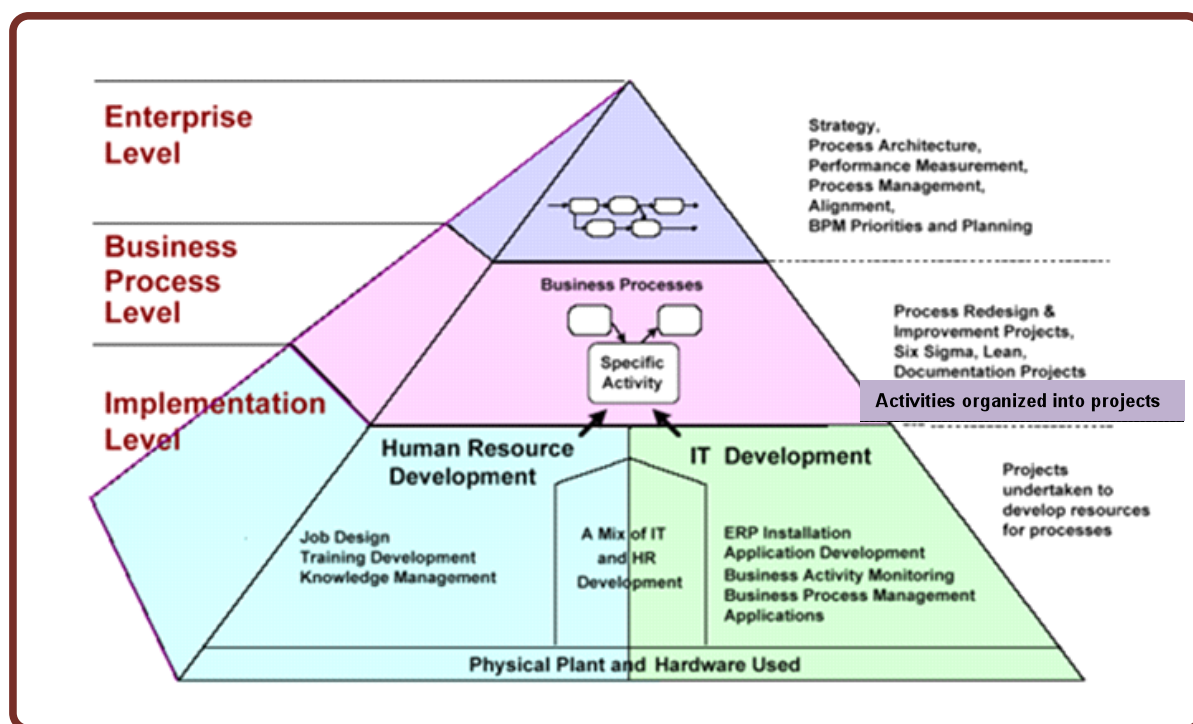 Enterprise
Level
Strategy,
Process Architecture,
Performance Measurement,
Process Management,
Alignment,
BPM Priorities and Planning
Business
Process
Level
Business Processes
Specific
Activity
Process Redesign &
Improvement Projects,
Six Sigma, Lean,
Documentation Projects
Activities organized into projects
Implementation
Level
Human Resource
Development
IT Development
Projects
undertaken to
develop resources
for processes
Job Design
Training Development
Knowledge Management
A Mix of IT
and HR
Development
ERP Installation
Application Development
Business Activity Monitoring
Business Process Management
Applications
Physical Plant and Hardware Used